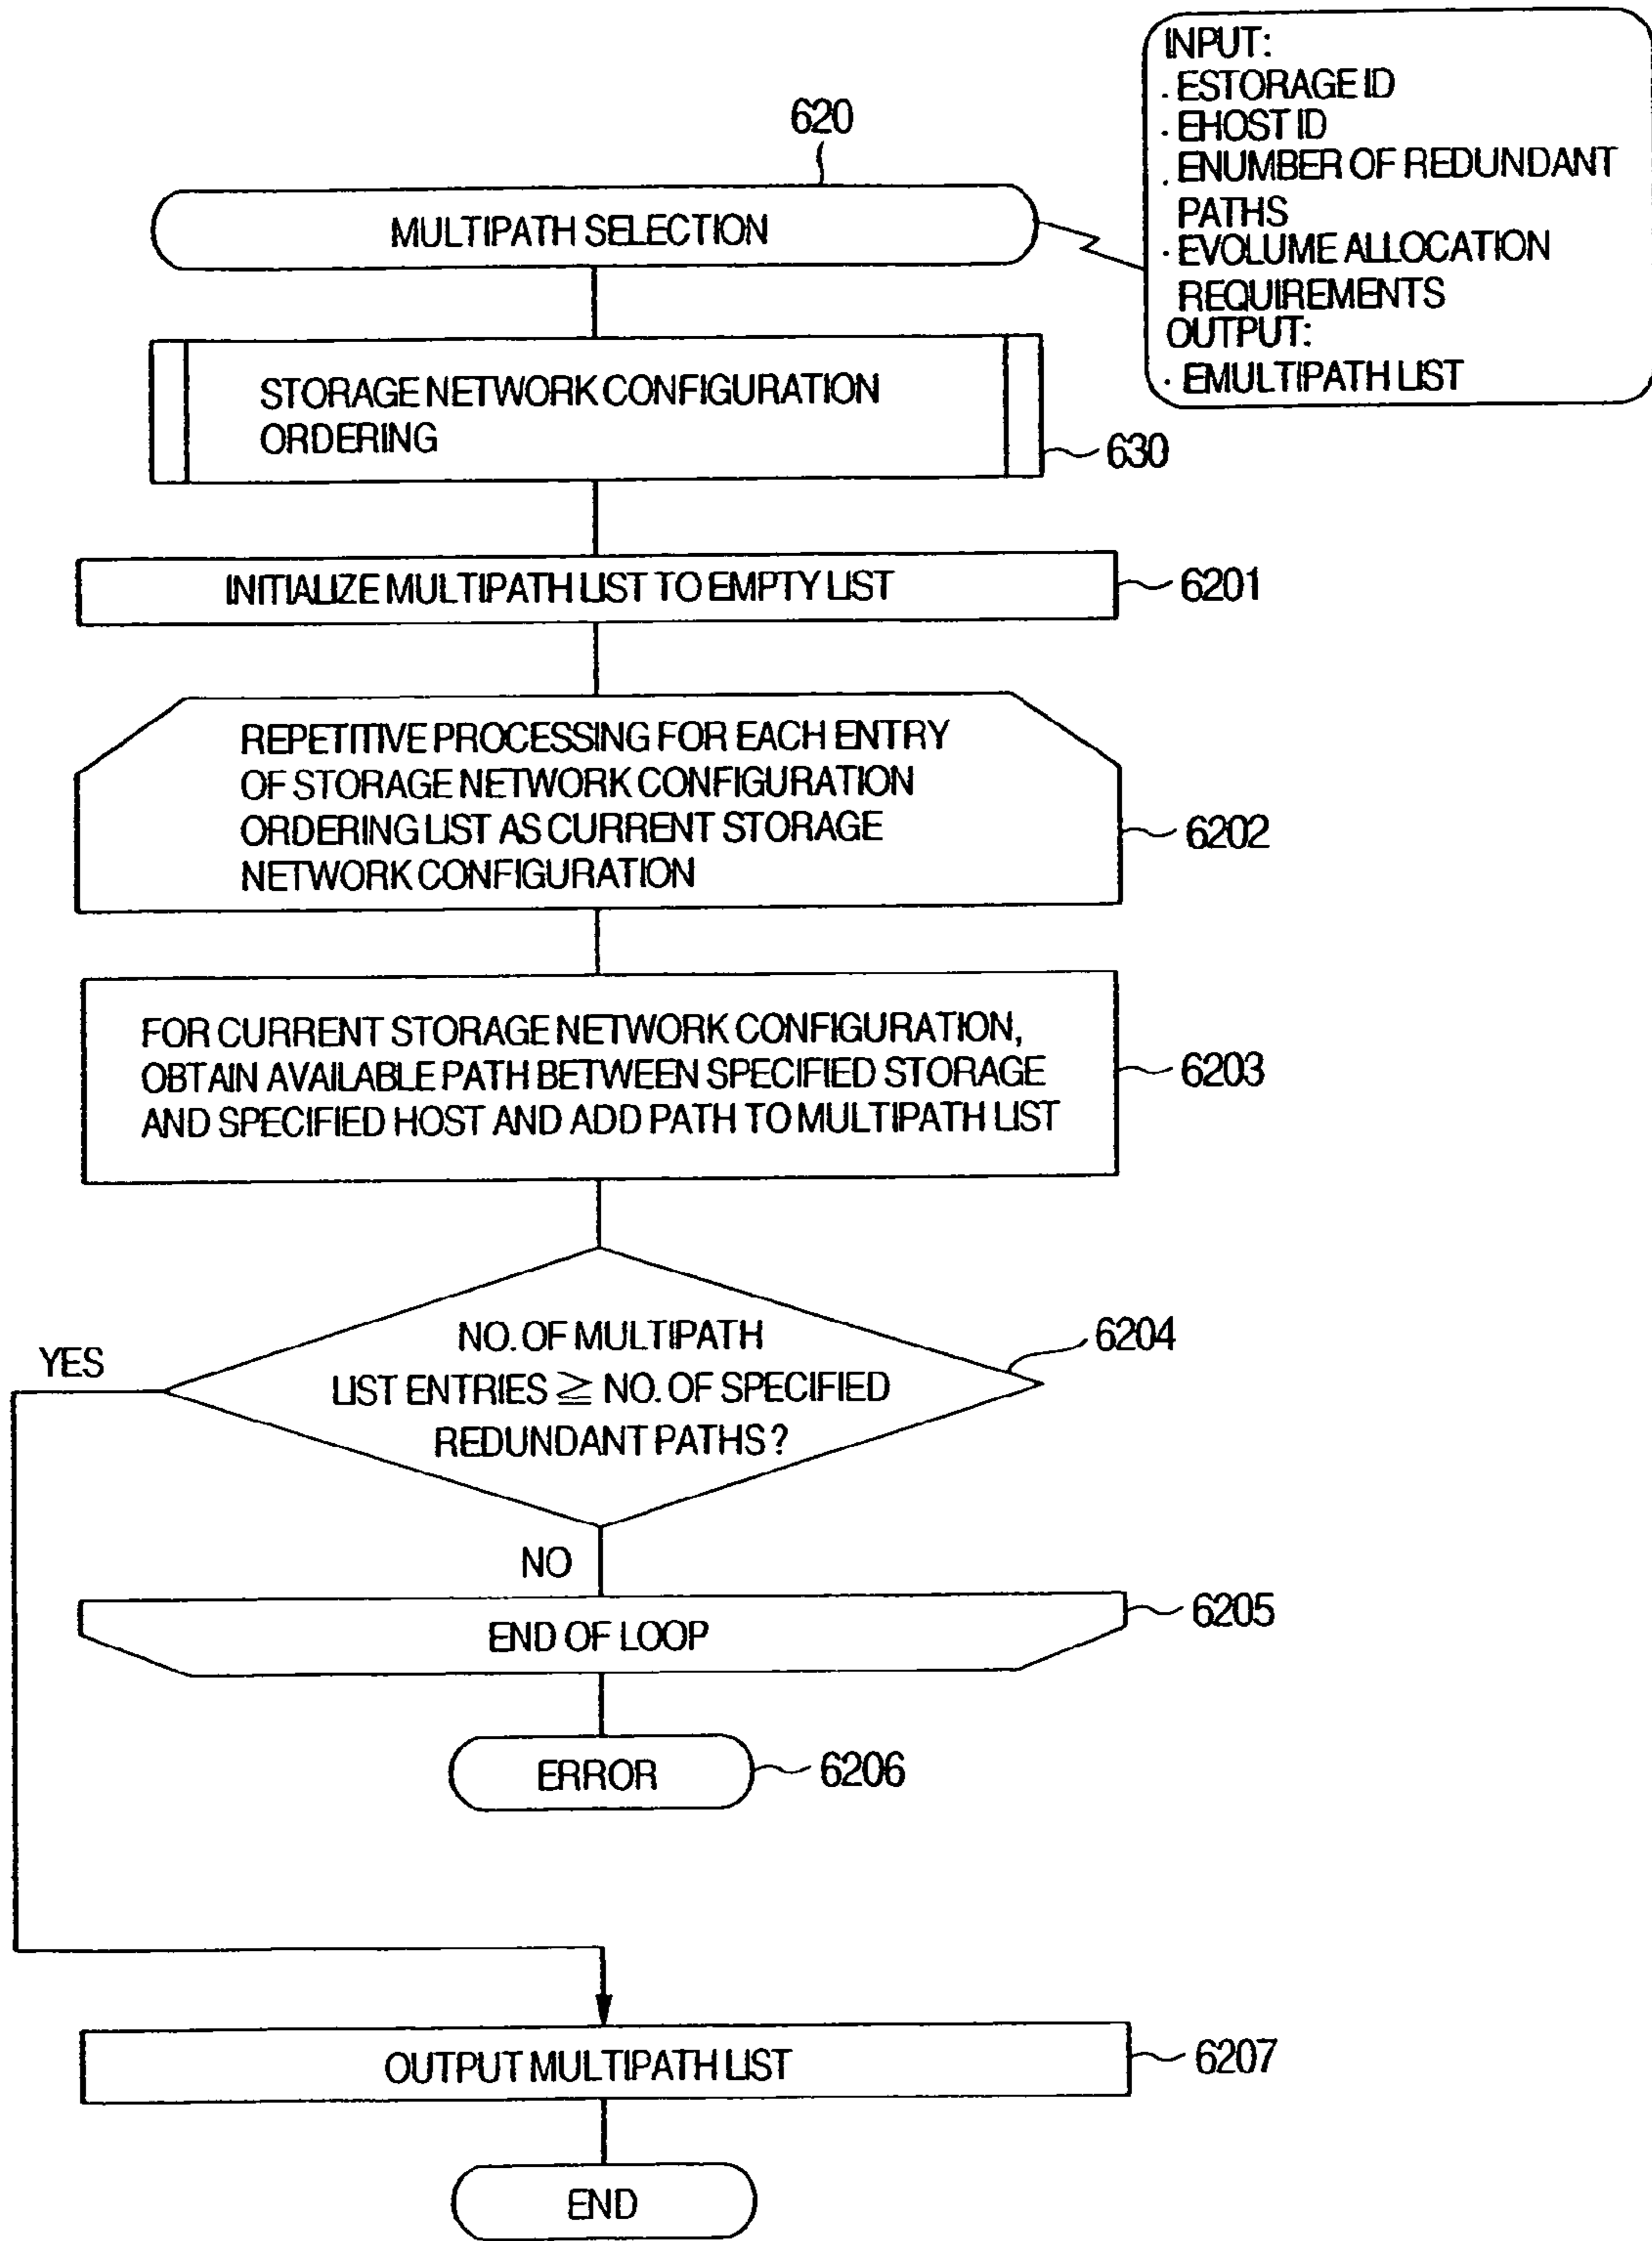 INPUT:
· ESTORAGE ID
· EHOST ID
· ENUMBER OF REDUNDANT
PATHS
· EVOLUME ALLOCATION
REQUIREMENTS
OUTPUT:
· EMULTIPATH LIST
620
MULTIPATH SELECTION
STORAGE NETWORK CONFIGURATION
ORDERING
630
INITIALIZE MULTIPATH LIST TO EMPTY LIST
6201
REPETITIVE PROCESSING FOR EACH ENTRY
OF STORAGE NETWORK CONFIGURATION
ORDERING LIST AS CURRENT STORAGE
NETWORK CONFIGURATION
6202
FOR CURRENT STORAGE NETWORK CONFIGURATION,
OBTAIN AVAILABLE PATH BETWEEN SPECIFIED STORAGE
AND SPECIFIED HOST AND ADD PATH TO MULTIPATH LIST
6203
NO. OF MULTIPATH
LIST ENTRIES ≧ NO. OF SPECIFIED
REDUNDANT PATHS?
6204
YES
NO
END OF LOOP
6205
ERROR
6206
OUTPUT MULTIPATH LIST
6207
END